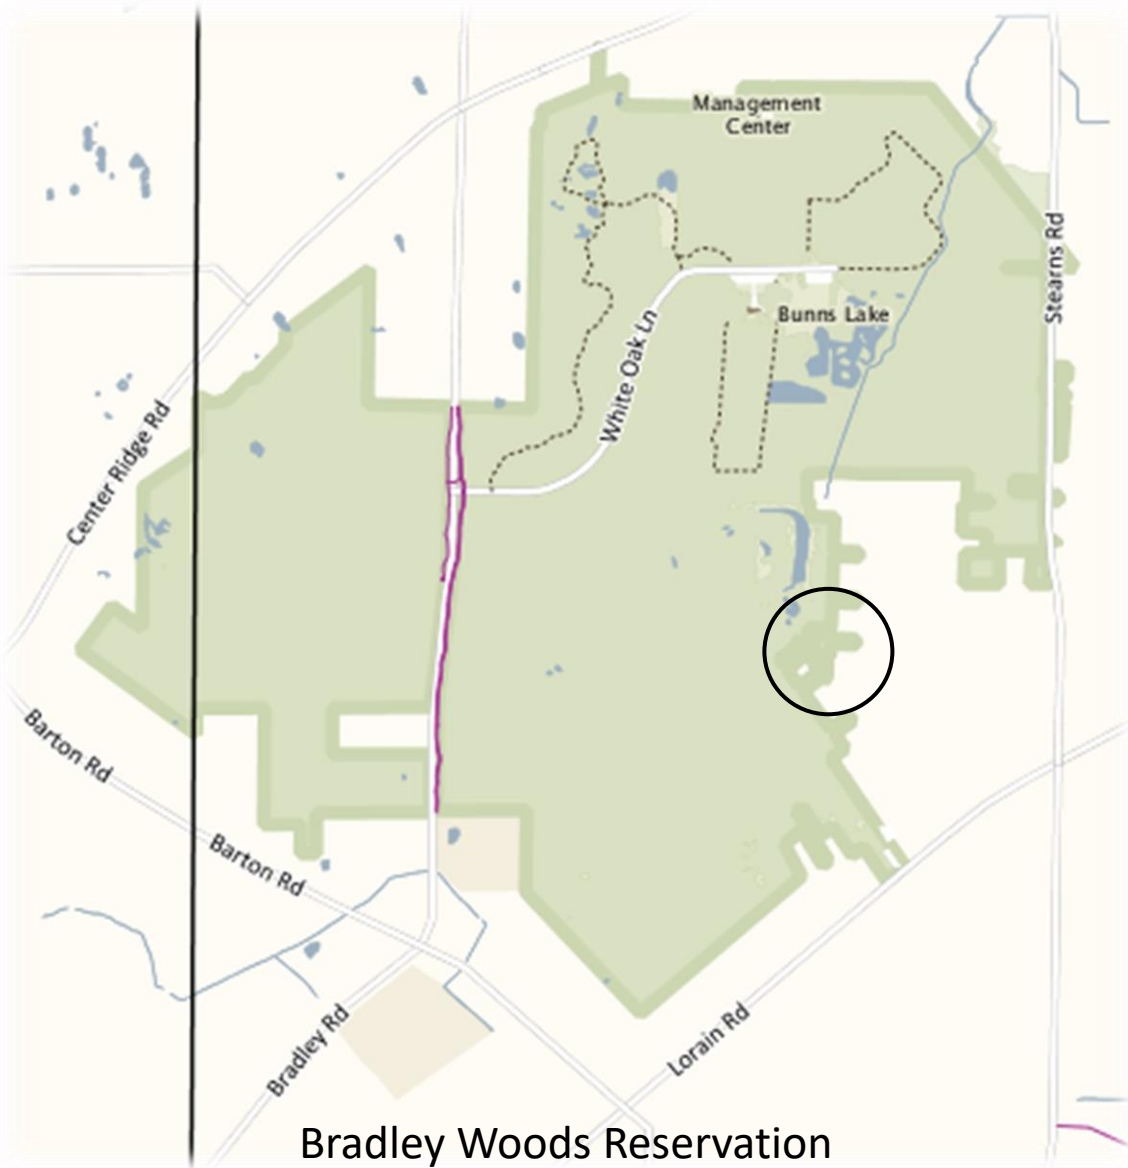 Management
Center
Stearns Rd
Bunns Lake
White Oak Ln
Center Ridge Rd
Barton Rd
Barton Rd
Bradley Rd
Lorain Rd
Bradley Woods Reservation